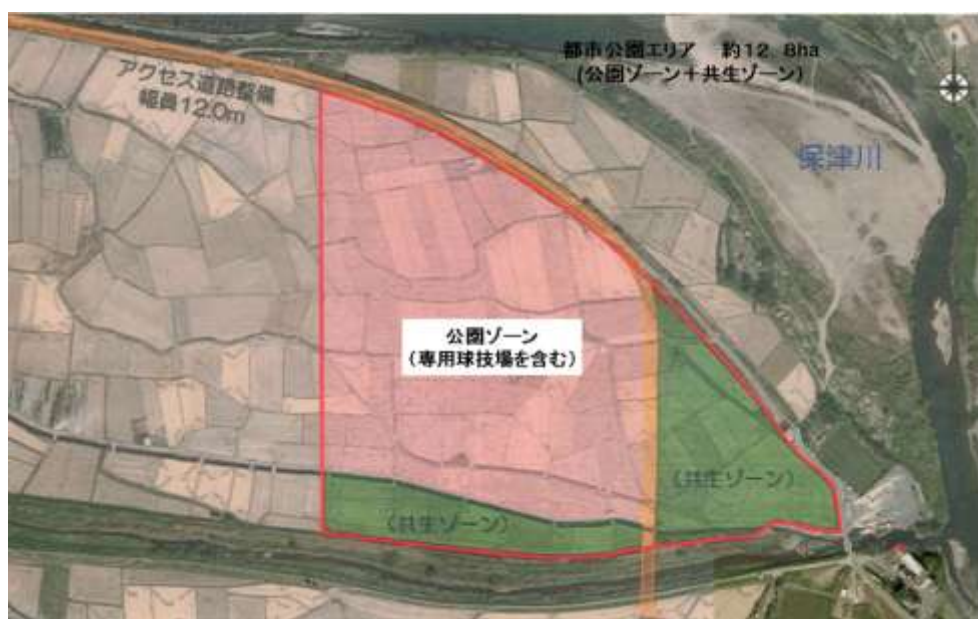 都市公園エリア 約12.8ha
(公園ゾーン+共生ゾーン)
アクセス道路整備
幅員12.0m
保津川
公園ゾーン
(専用球技場を含む)
(共生ゾーン)
(共生ゾーン)